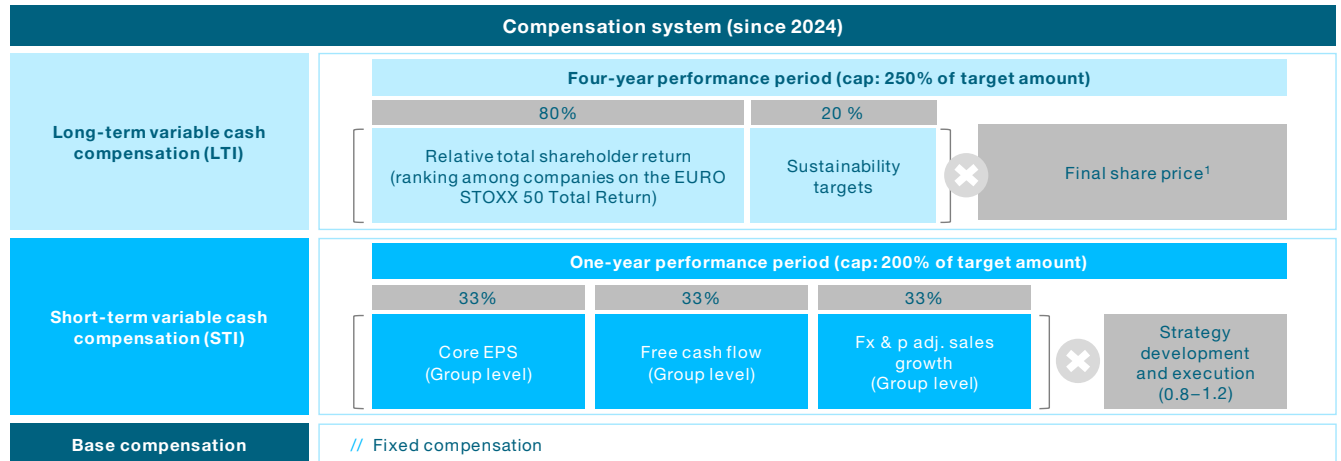 Compensation system (since 2024)
Long-term variable cash
compensation (LTI)
Four-year performance period (cap: 250% of target amount)
80%
20 %
Relative total shareholder return
(ranking among companies on the EURO
STOXX 50 Total Return)
Sustainability
targets
Final share price¹
Short-term variable cash
compensation (STI)
One-year performance period (cap: 200% of target amount)
33%
33%
33%
Core EPS
(Group level)
Free cash flow
(Group level)
Fx & p adj. sales
growth
(Group level)
Strategy
development
and execution
(0.8–1.2)
Base compensation
// Fixed compensation